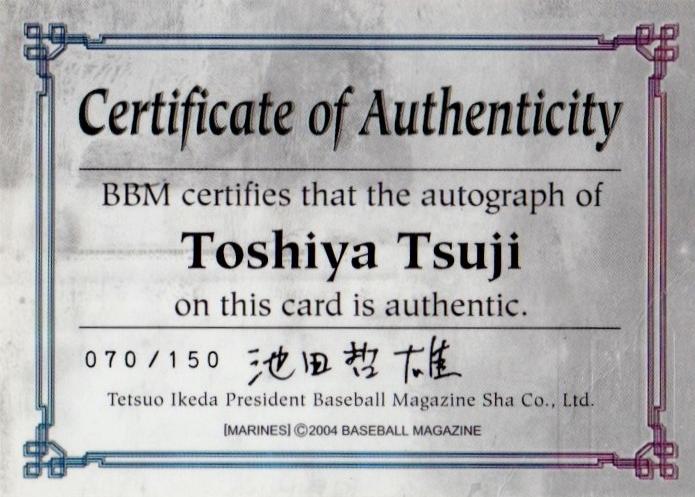 Certificate of Authenticity
BBM certifies that the autograph of
Toshiya Tsuji
on this card is authentic.
070/150 池田哲雄
Tetsuo Ikeda President Baseball Magazine Sha Co., Ltd.
[MARINES] ©2004 BASEBALL MAGAZINE